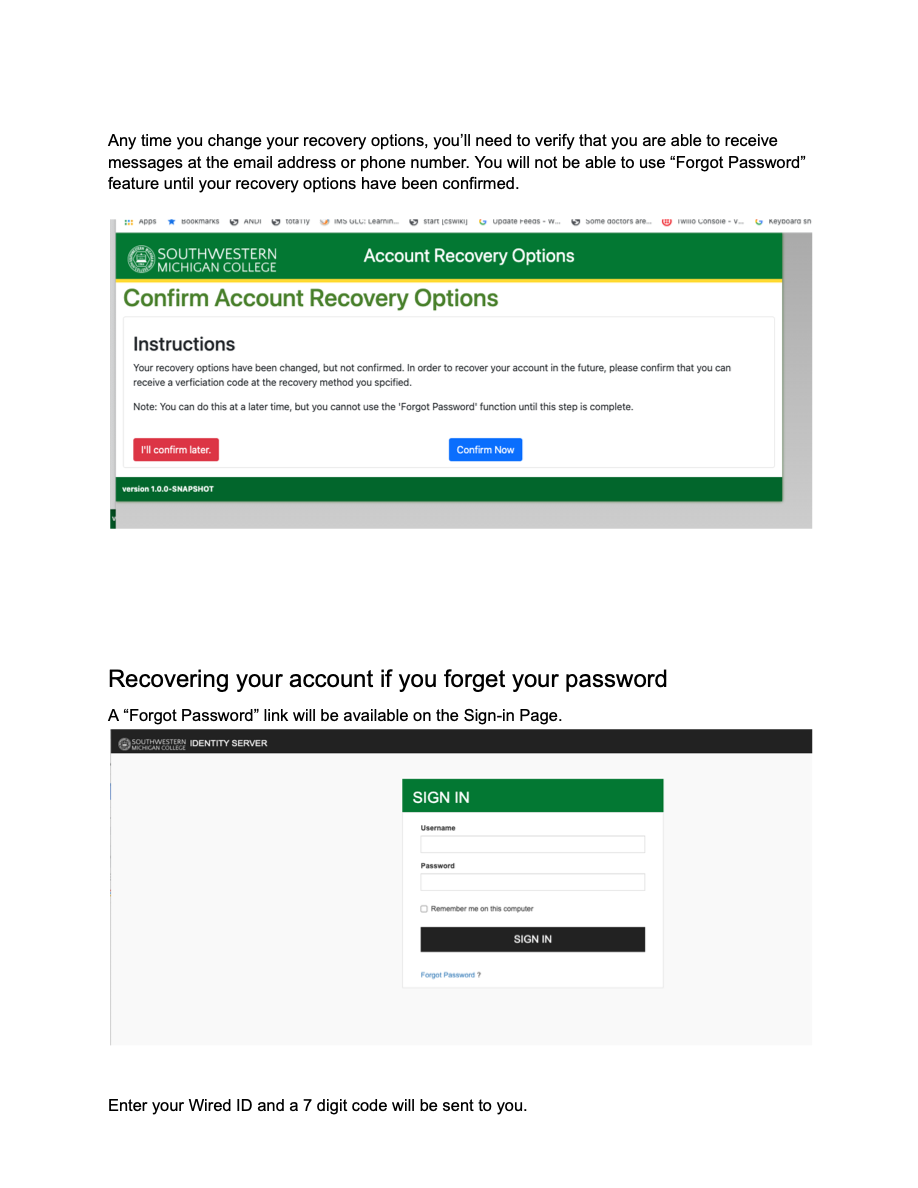 Any time you change your recovery options, you’ll need to verify that you are able to receive
messages at the email address or phone number. You will not be able to use “Forgot Password”
feature until your recovery options have been confirmed.
Apps Bookmarks ANDI tota11y IMS GLC: Learnin... start [cswiki] Update Feeds - W... Some doctors are... Twilio Console - V... Keyboard sh
SOUTHWESTERN
MICHIGAN COLLEGE
Account Recovery Options
Confirm Account Recovery Options
Instructions
Your recovery options have been changed, but not confirmed. In order to recover your account in the future, please confirm that you can
receive a verficiation code at the recovery method you spcified.
Note: You can do this at a later time, but you cannot use the 'Forgot Password' function until this step is complete.
I'll confirm later. Confirm Now
version 1.0.0-SNAPSHOT
Recovering your account if you forget your password
A “Forgot Password” link will be available on the Sign-in Page.
SOUTHWESTERN
MICHIGAN COLLEGE
IDENTITY SERVER
SIGN IN
Username
Password
Remember me on this computer
SIGN IN
Forgot Password ?
Enter your Wired ID and a 7 digit code will be sent to you.